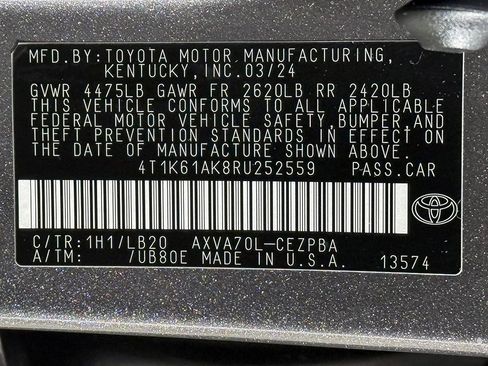 MFD.BY: TOYOTA MOTOR MANUFACTURING,
KENTUCKY, INC. 03/24
GVWR 4475LB GAWR FR 2620LB RR 2420LB
THIS VEHICLE CONFORMS TO ALL APPLICABLE
FEDERAL MOTOR VEHICLE SAFETY, BUMPER, AND
THEFT PREVENTION STANDARDS IN EFFECT ON
THE DATE OF MANUFACTURE SHOWN ABOVE.
4T1K61AK8RU252559 PASS.CAR
C/TR: 1H1/LB20 AXVA70L-CEZPBA
A/TM: /UB80E MADE IN U.S.A. 13574